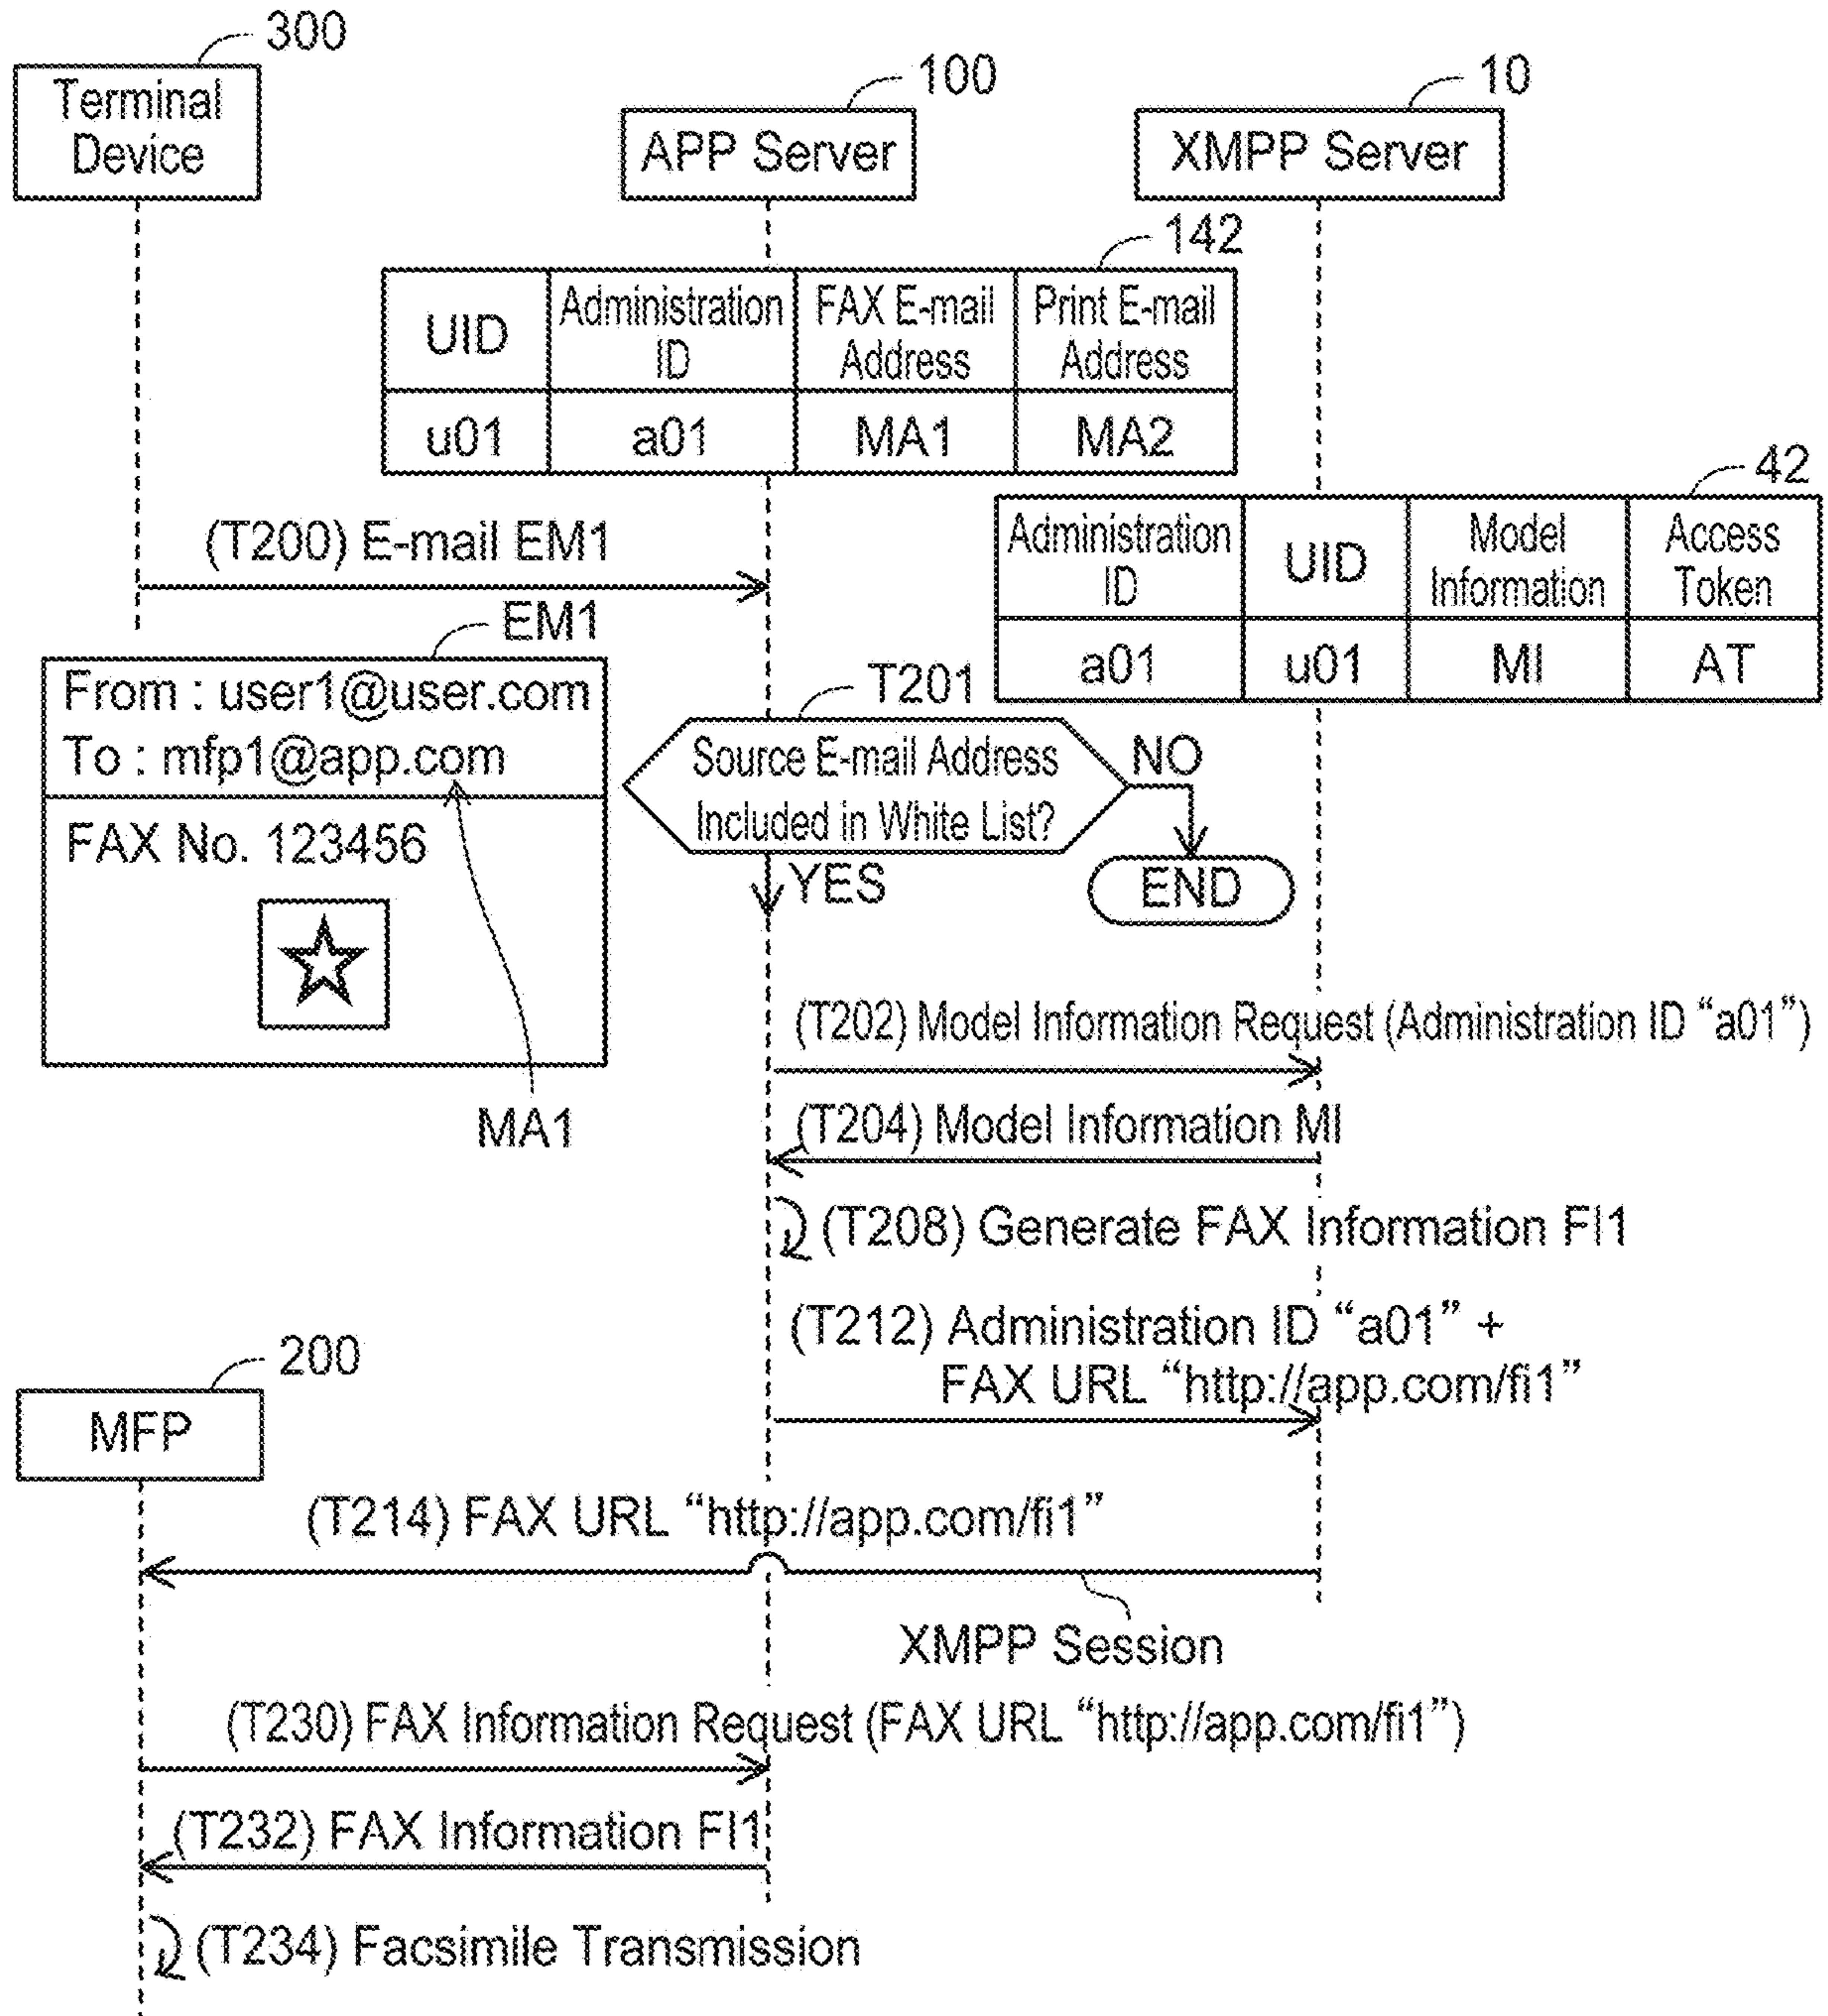 300
Terminal
Device
100
APP Server
10
XMPP Server
142
UID
Administration
ID
FAX E-mail
Address
Print E-mail
Address
u01
a01
MA1
MA2
42
Administration
ID
UID
Model
Information
Access
Token
a01
u01
MI
AT
(T200) E-mail EM1
EM1
From : user1@user.com
To : mfp1@app.com
FAX No. 123456
MA1
T201
Source E-mail Address
Included in White List?
NO
YES
END
(T202) Model Information Request (Administration ID “a01”)
(T204) Model Information MI
(T208) Generate FAX Information FI1
(T212) Administration ID “a01” +
FAX URL “http://app.com/fi1”
200
MFP
(T214) FAX URL “http://app.com/fi1”
XMPP Session
(T230) FAX Information Request (FAX URL “http://app.com/fi1”)
(T232) FAX Information FI1
(T234) Facsimile Transmission